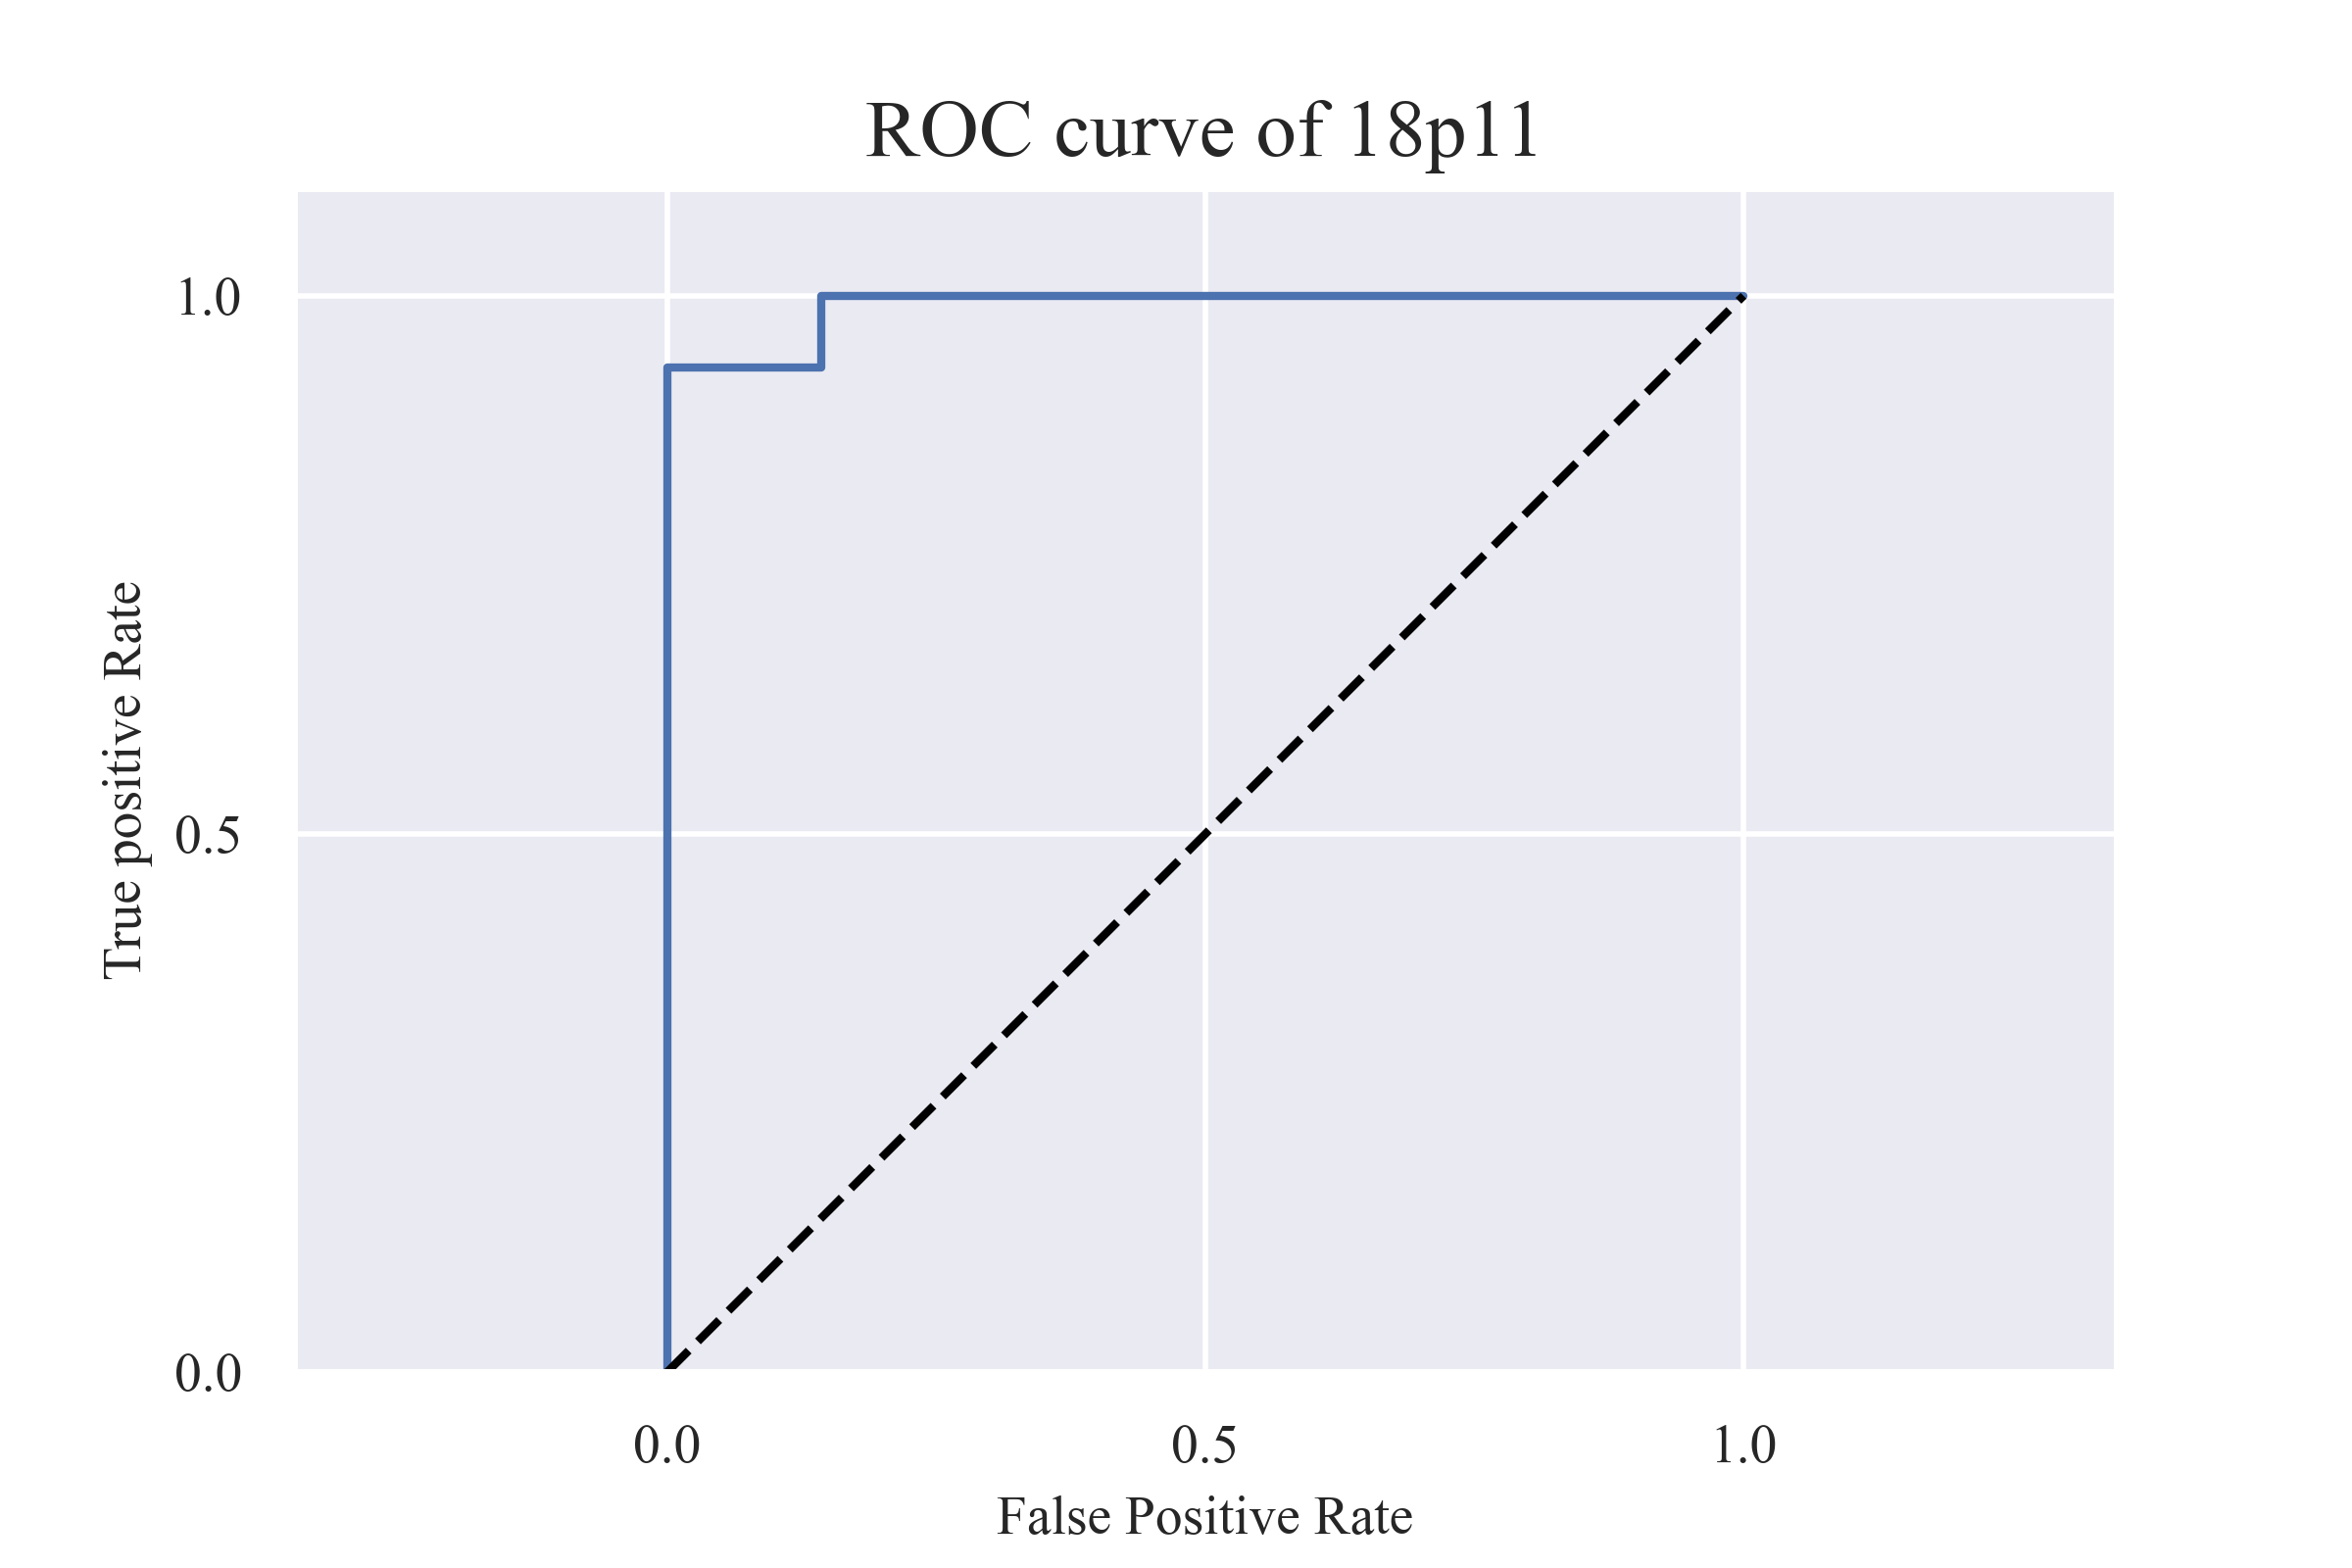 ROC curve of 18p11
1.0
0.5
0.0
True positive Rate
0.0 0.5 1.0
False Positive Rate